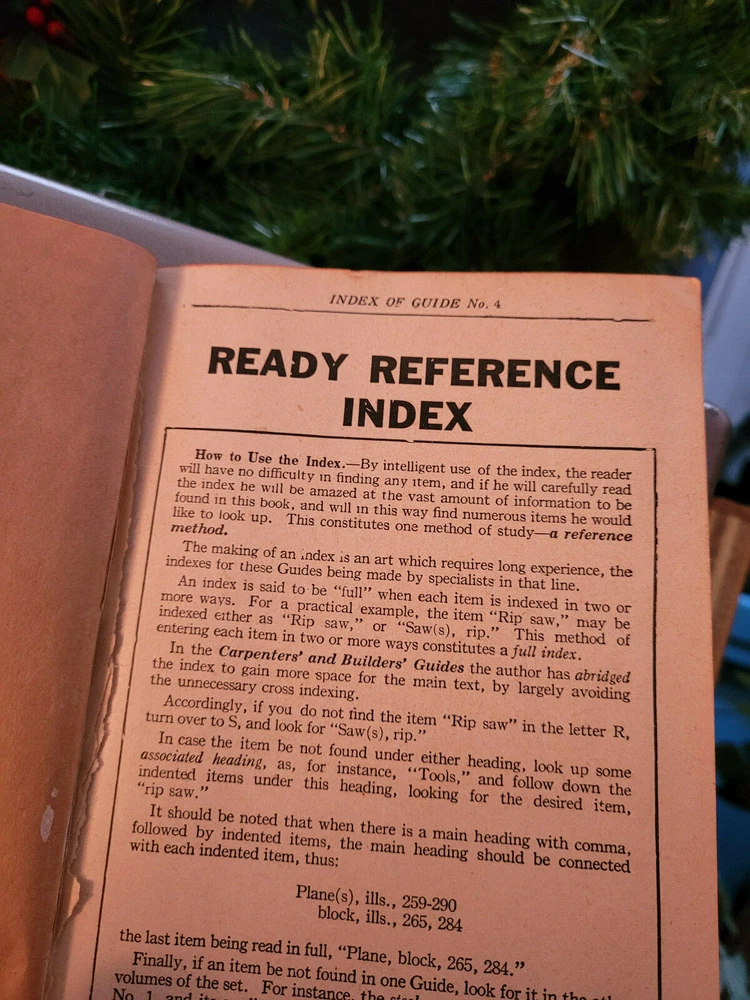 INDEX OF GUIDE No. 4
READY REFERENCE
INDEX
How to Use the Index.—By intelligent use of the index, the reader
will have no difficulty in finding any item, and if he will carefully read
the index he will be amazed at the vast amount of information to be
found in this book, and will in this way find numerous items he would
like to look up. This constitutes one method of study—a reference
method.
The making of an index is an art which requires long experience, the
indexes for these Guides being made by specialists in that line.
An index is said to be “full” when each item is indexed in two or
more ways. For a practical example, the item “Rip saw,” may be
indexed either as “Rip saw,” or “Saw(s), rip.” This method of
entering each item in two or more ways constitutes a full index.
In the Carpenters’ and Builders’ Guides the author has abridged
the index to gain more space for the main text, by largely avoiding
the unnecessary cross indexing.
Accordingly, if you do not find the item “Rip saw” in the letter R,
turn over to S, and look for “Saw(s), rip.”
In case the item be not found under either heading, look up some
associated heading, as, for instance, “Tools,” and follow down the
indented items under this heading, looking for the desired item,
“rip saw.”
It should be noted that when there is a main heading with comma,
followed by indented items, the main heading should be connected
with each indented item, thus:
Plane(s), ills., 259-290
block, ills., 265, 284
the last item being read in full, “Plane, block, 265, 284.”
Finally, if an item be not found in one Guide, look for it in the
volumes of the set. For instance, the
No. 1, and its